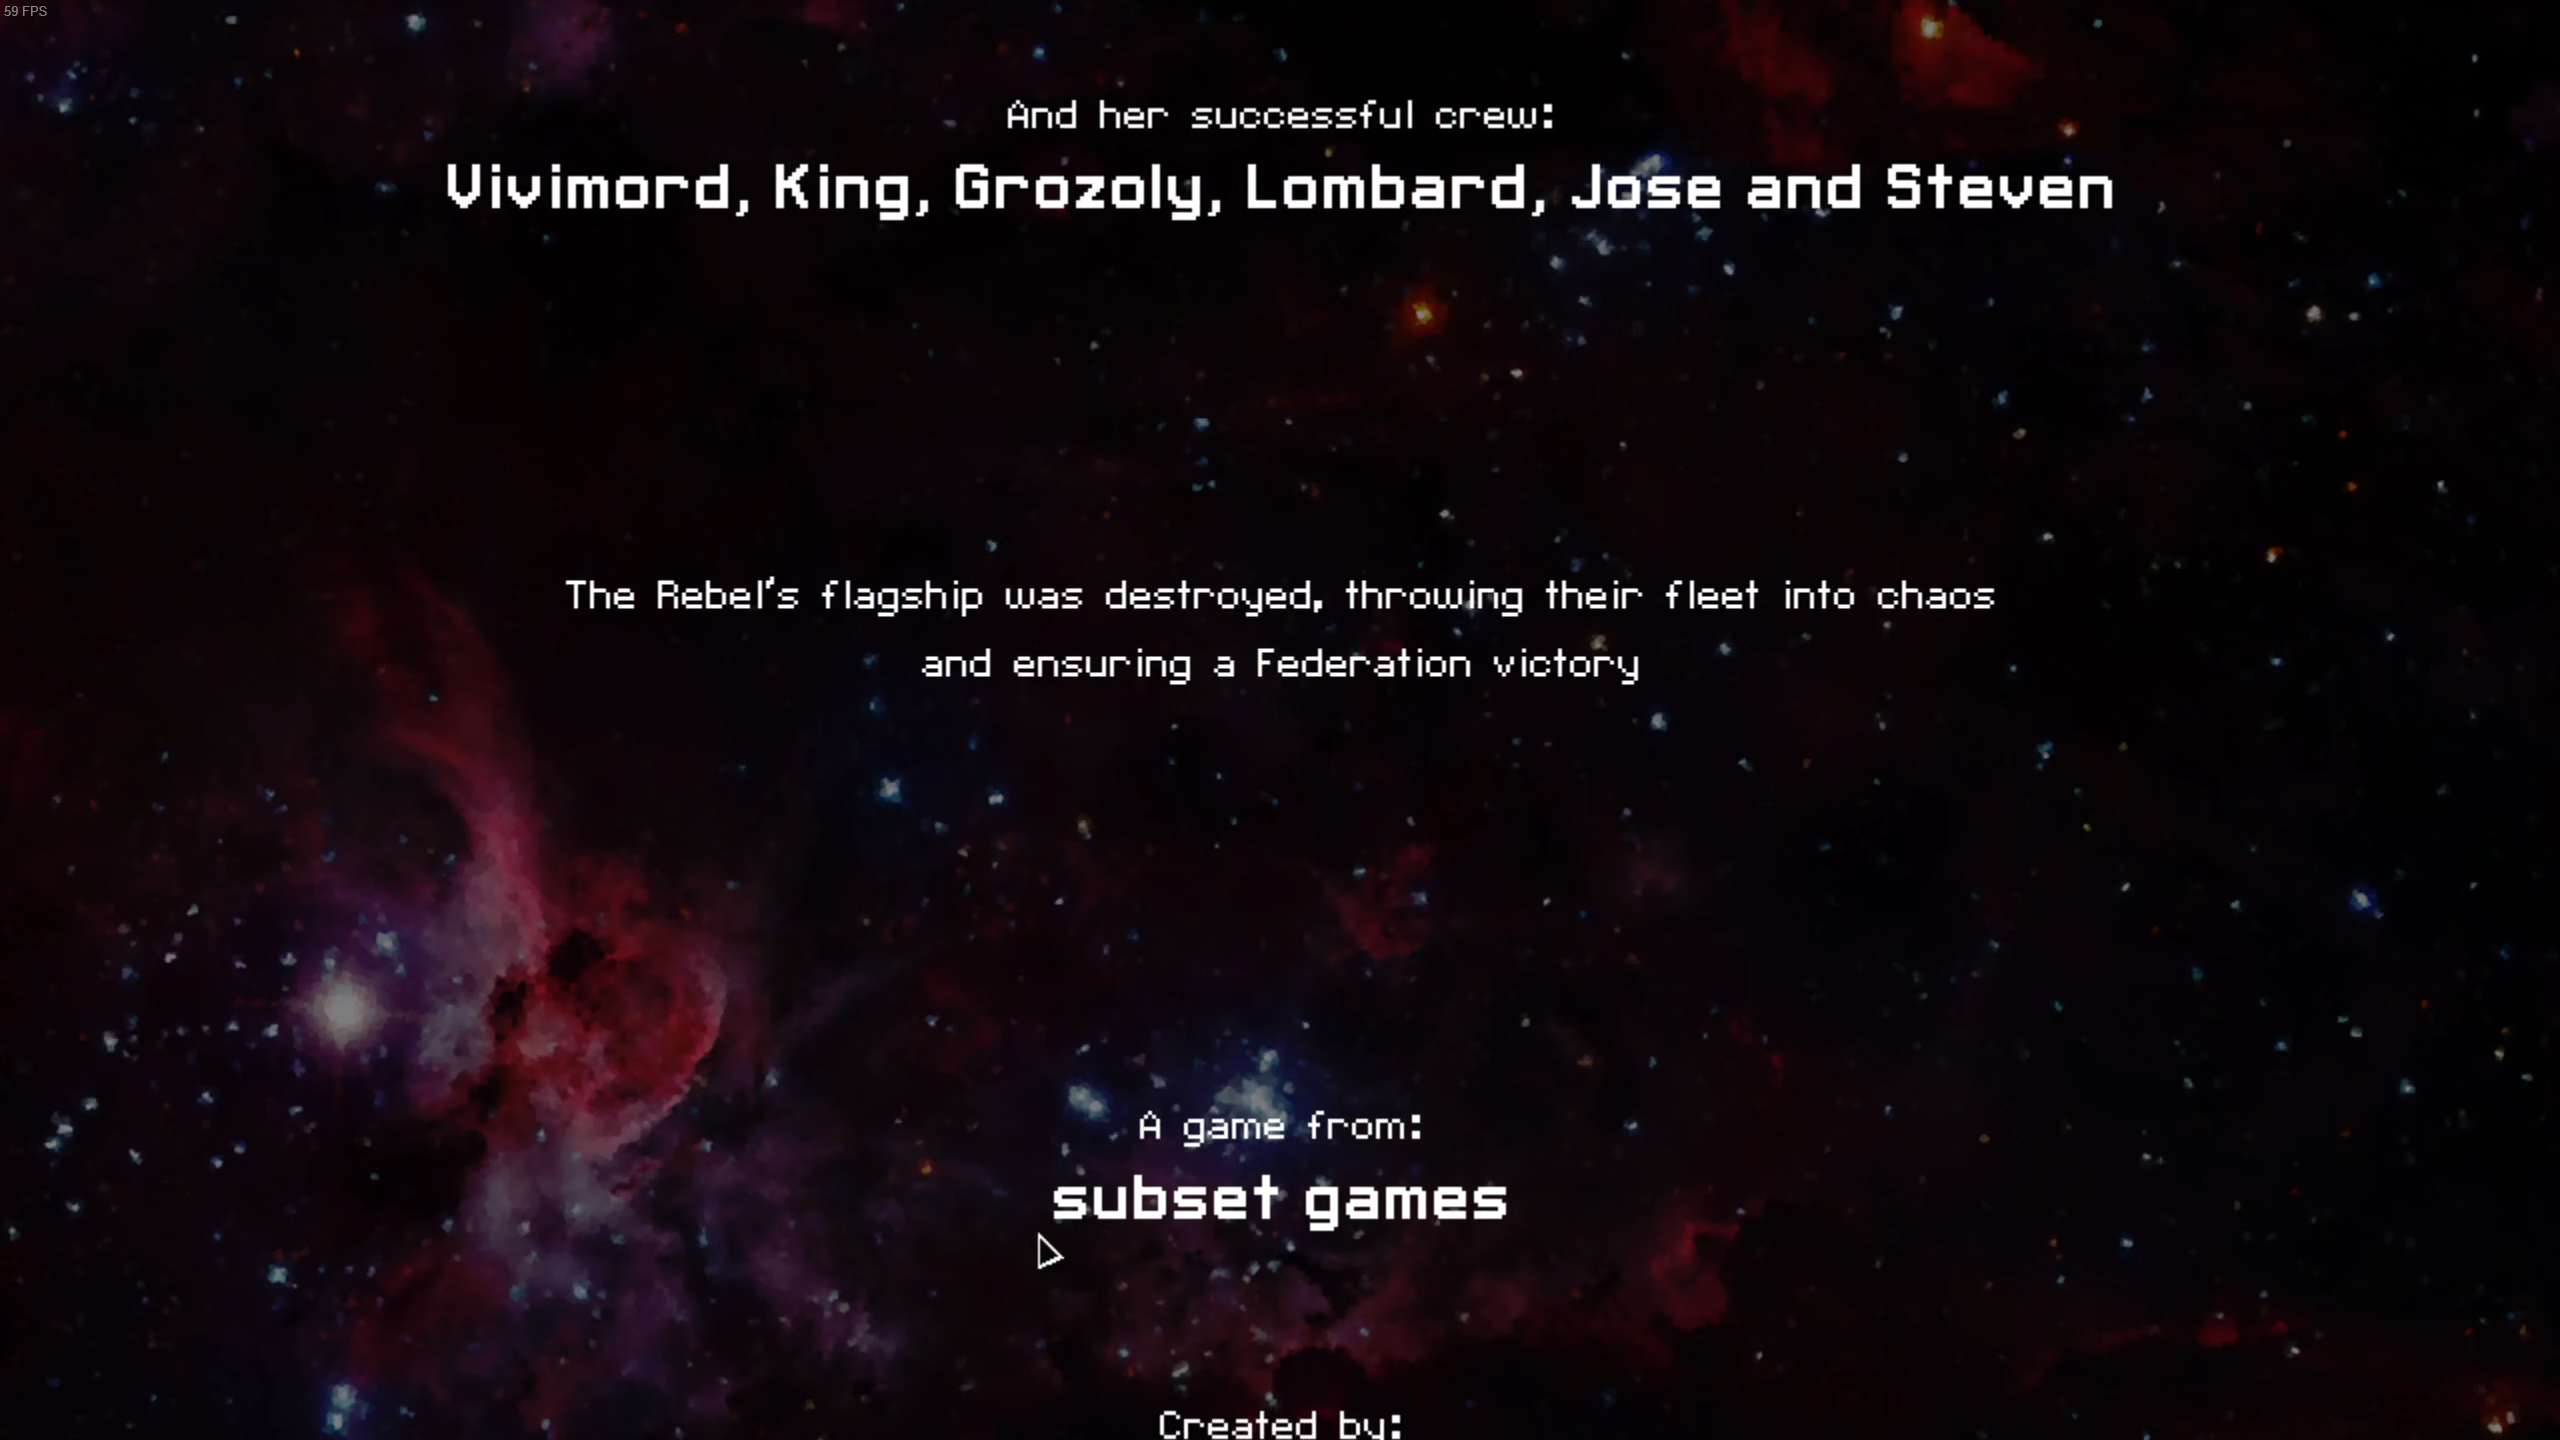 59 FPS
And her successful crew:
Vivimord, King, Grozoly, Lombard, Jose and Steven
The Rebel's flagship was destroyed, throwing their fleet into chaos
and ensuring a Federation victory
A game from:
subset games
Created by: